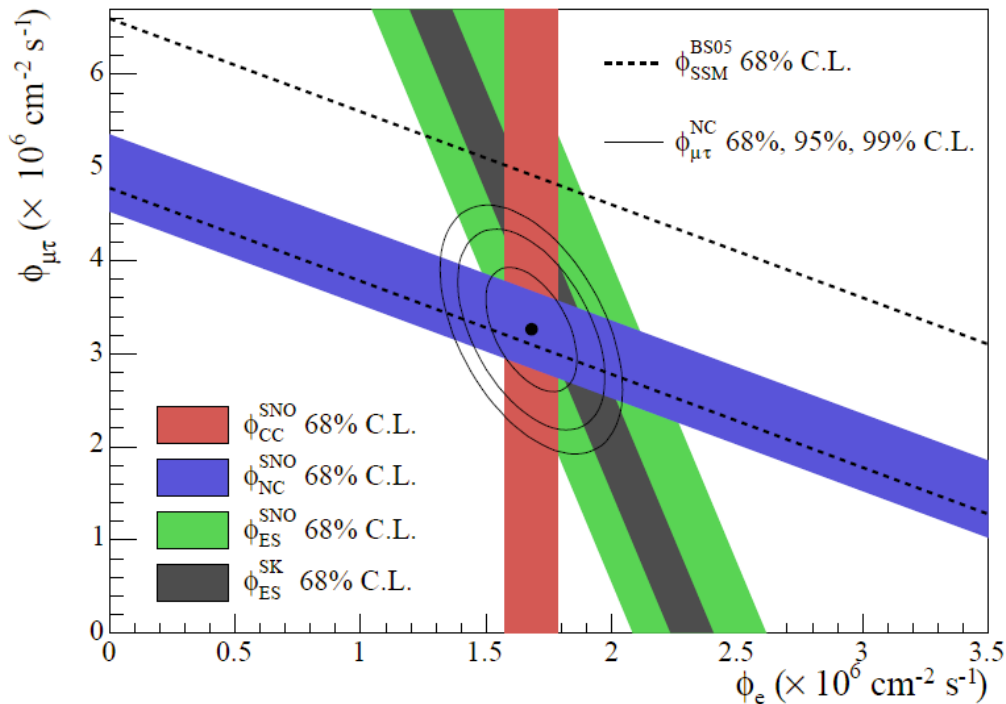 ϕ_SSM^BS05 68% C.L.
ϕ_μτ^NC 68%, 95%, 99% C.L.
ϕ_μτ (× 10^6 cm^-2 s^-1)
6
5
4
3
2
1
0
ϕ_CC^SNO 68% C.L.
ϕ_NC^SNO 68% C.L.
ϕ_ES^SNO 68% C.L.
ϕ_ES^SK 68% C.L.
0 0.5 1 1.5 2 2.5 3 3.5
ϕ_e (× 10^6 cm^-2 s^-1)